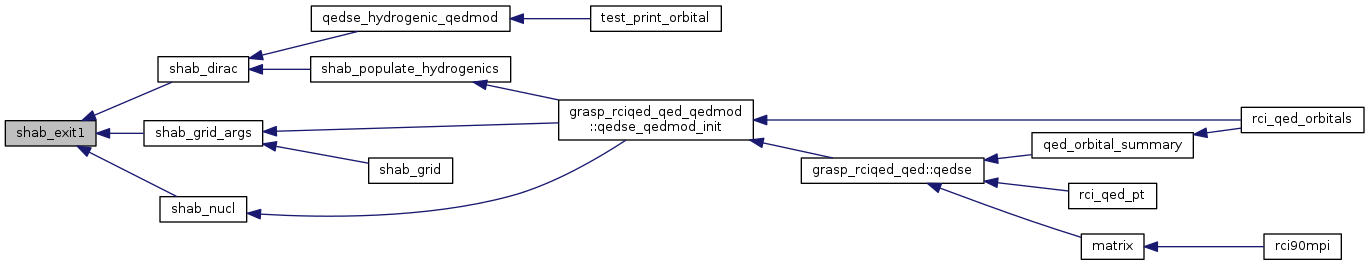 shab_exit1
shab_dirac
shab_grid_args
shab_nucl
qedse_hydrogenic_qedmod
shab_populate_hydrogenics
shab_grid
test_print_orbital
grasp_rciqed_qed_qedmod
::qedse_qedmod_init
grasp_rciqed_qed::qedse
rci_qed_orbitals
qed_orbital_summary
rci_qed_pt
matrix
rci90mpi